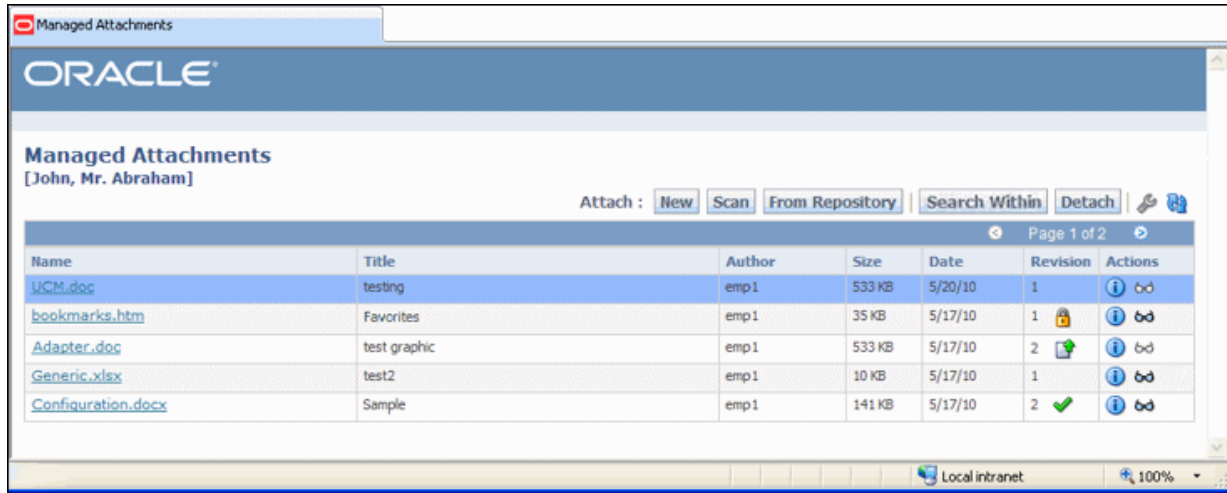 Managed Attachments
ORACLE®
Managed Attachments
[John, Mr. Abraham]
Attach : New Scan From Repository Search Within Detach
Page 1 of 2
Name Title Author Size Date Revision Actions
UCM.doc testing emp1 533 KB 5/20/10 1
bookmarks.htm Favorites emp1 35 KB 5/17/10 1
Adapter.doc test graphic emp1 533 KB 5/17/10 2
Generic.xlsx test2 emp1 10 KB 5/17/10 1
Configuration.docx Sample emp1 141 KB 5/17/10 2
Local intranet 100%